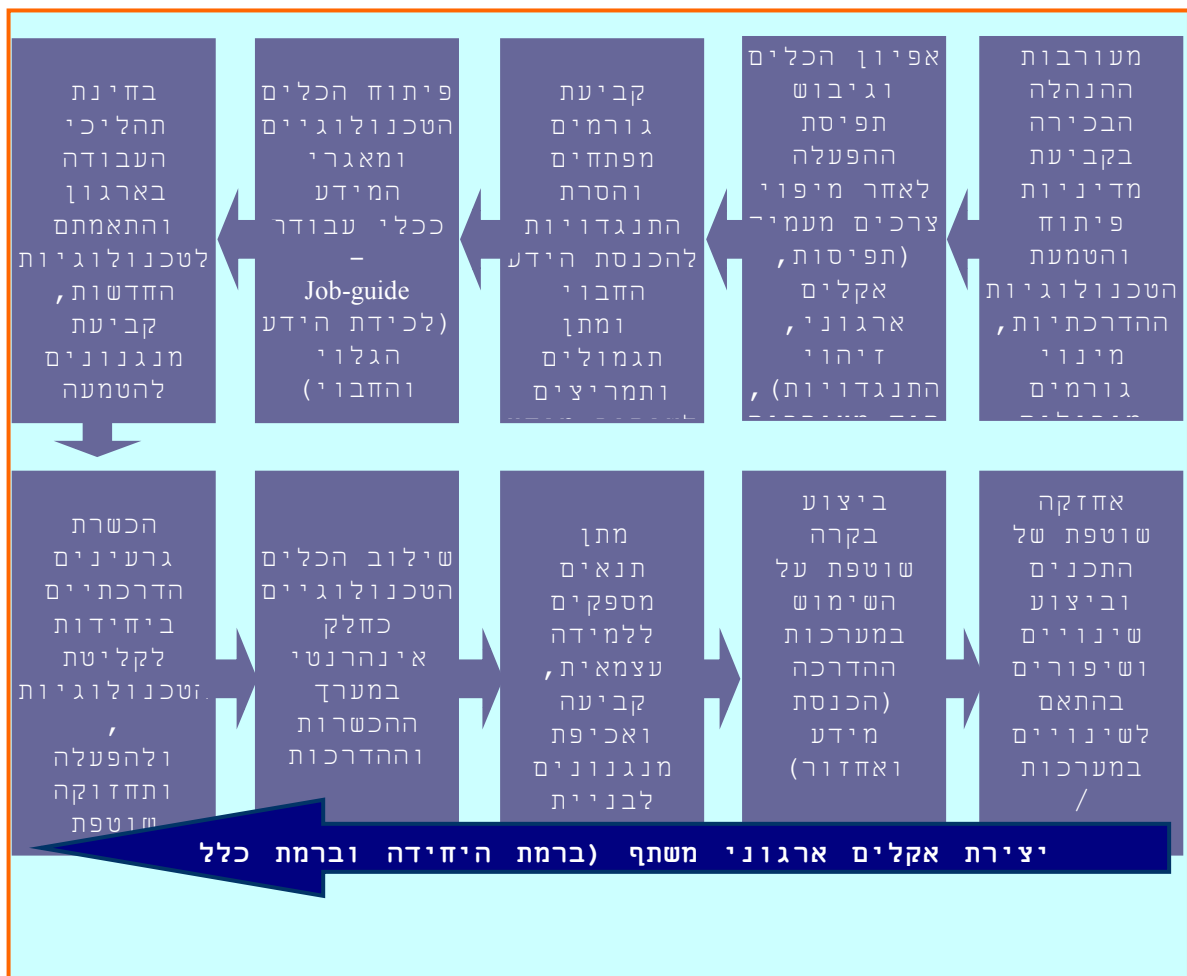 מעורבות
ההנהלה
הבכירה
בקביעת
מדיניות
פיתוח
והטמעת
הטכנולוגיות
ההדרכתיות,
מינוי
גורמים
אפיון הכלים
וגיבוש
תפיסת
ההפעלה
לאחר מיפוי
צרכים מעמיק
(תפיסות,
אקלים
ארגוני,
זיהוי
התנגדויות),
קביעת
גורמים
מפתחים
והסרת
התנגדויות
להכנסת הידע
החבוי
ומתן
תגמולים
ותמריצים
פיתוח הכלים
הטכנולוגיים
ומאגרי
המידע
ככלי עבודר
–
Job-guide
(לכידת הידע
הגלוי
והחבוי)
בחינת
תהליכי
העבודה
בארגון
והתאמתם
לטכנולוגיות
החדשות,
קביעת
מנגנונים
להטמעה
הכשרת
גרעינים
הדרכתיים
ביחידות
לקליטת
הטכנולוגיות
,
ולהפעלה
ותחזוקה
שוטפת
שילוב הכלים
הטכנולוגיים
כחלק
אינהרנטי
במערך
ההכשרות
וההדרכות
מתן
תנאים
מספקים
ללמידה
עצמאית,
קביעה
ואכיפת
מנגנונים
לבניית
ביצוע
בקרה
שוטפת על
השימוש
במערכות
ההדרכה
(הכנסת
מידע
ואחזור)
אחזקה
שוטפת של
התכנים
וביצוע
שינויים
ושיפורים
בהתאם
לשינויים
במערכות
/
יצירת אקלים ארגוני משתף (ברמת היחידה וברמת כלל